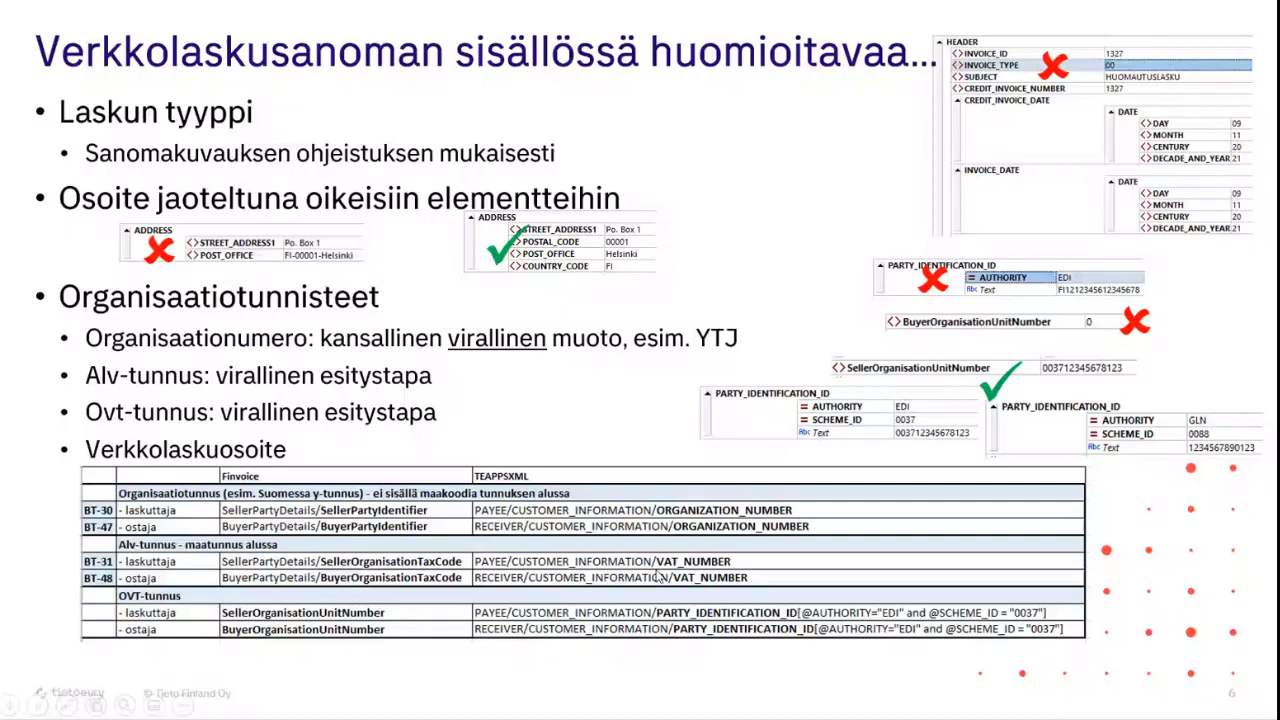 Verkkolaskusanoman sisällössä huomioitavaa...
• Laskun tyyppi
• Sanomakuvauksen ohjeistuksen mukaisesti
• Osoite jaoteltuna oikeisiin elementteihin
ADDRESS
STREET_ADDRESS1 Po. Box 1
POST_OFFICE FI-00001-Helsinki
ADDRESS
STREET_ADDRESS1 Po. Box 1
POSTAL_CODE 00001
POST_OFFICE Helsinki
COUNTRY_CODE FI
HEADER
INVOICE_ID 1327
INVOICE_TYPE 00
SUBJECT HUOMAUTUSLASKU
CREDIT_INVOICE_NUMBER 1327
CREDIT_INVOICE_DATE
DATE
DAY 09
MONTH 11
CENTURY 20
DECADE_AND_YEAR 21
INVOICE_DATE
DATE
DAY 09
MONTH 11
CENTURY 20
DECADE_AND_YEAR 21
• Organisaatiotunnisteet
• Organisaationumero: kansallinen virallinen muoto, esim. YTJ
• Alv-tunnus: virallinen esitystapa
• Ovt-tunnus: virallinen esitystapa
• Verkkolaskuosoite
PARTY_IDENTIFICATION_ID
= AUTHORITY EDI
Abc Text FI1212345612345678
BuyerOrganisationUnitNumber 0
SellerOrganisationUnitNumber 003712345678123
PARTY_IDENTIFICATION_ID
= AUTHORITY EDI
= SCHEME_ID 0037
Abc Text 003712345678123
PARTY_IDENTIFICATION_ID
= AUTHORITY GLN
= SCHEME_ID 0088
Abc Text 1234567890123
Finvoice TEAPPSXML
Organisaatiotunnus (esim. Suomessa y-tunnus) - ei sisällä maakoodia tunnuksen alussa
BT-30 - laskuttaja SellerPartyDetails/SellerPartyIdentifier PAYEE/CUSTOMER_INFORMATION/ORGANIZATION_NUMBER
BT-47 - ostaja BuyerPartyDetails/BuyerPartyIdentifier RECEIVER/CUSTOMER_INFORMATION/ORGANIZATION_NUMBER
Alv-tunnus - maatunnus alussa
BT-31 - laskuttaja SellerPartyDetails/SellerOrganisationTaxCode PAYEE/CUSTOMER_INFORMATION/VAT_NUMBER
BT-48 - ostaja BuyerPartyDetails/BuyerOrganisationTaxCode RECEIVER/CUSTOMER_INFORMATION/VAT_NUMBER
OVT-tunnus
- laskuttaja SellerOrganisationUnitNumber PAYEE/CUSTOMER_INFORMATION/PARTY_IDENTIFICATION_ID[@AUTHORITY="EDI" and @SCHEME_ID = "0037"]
- ostaja BuyerOrganisationUnitNumber RECEIVER/CUSTOMER_INFORMATION/PARTY_IDENTIFICATION_ID[@AUTHORITY="EDI" and @SCHEME_ID = "0037"]
tietoevry © Tieto Finland Oy 6